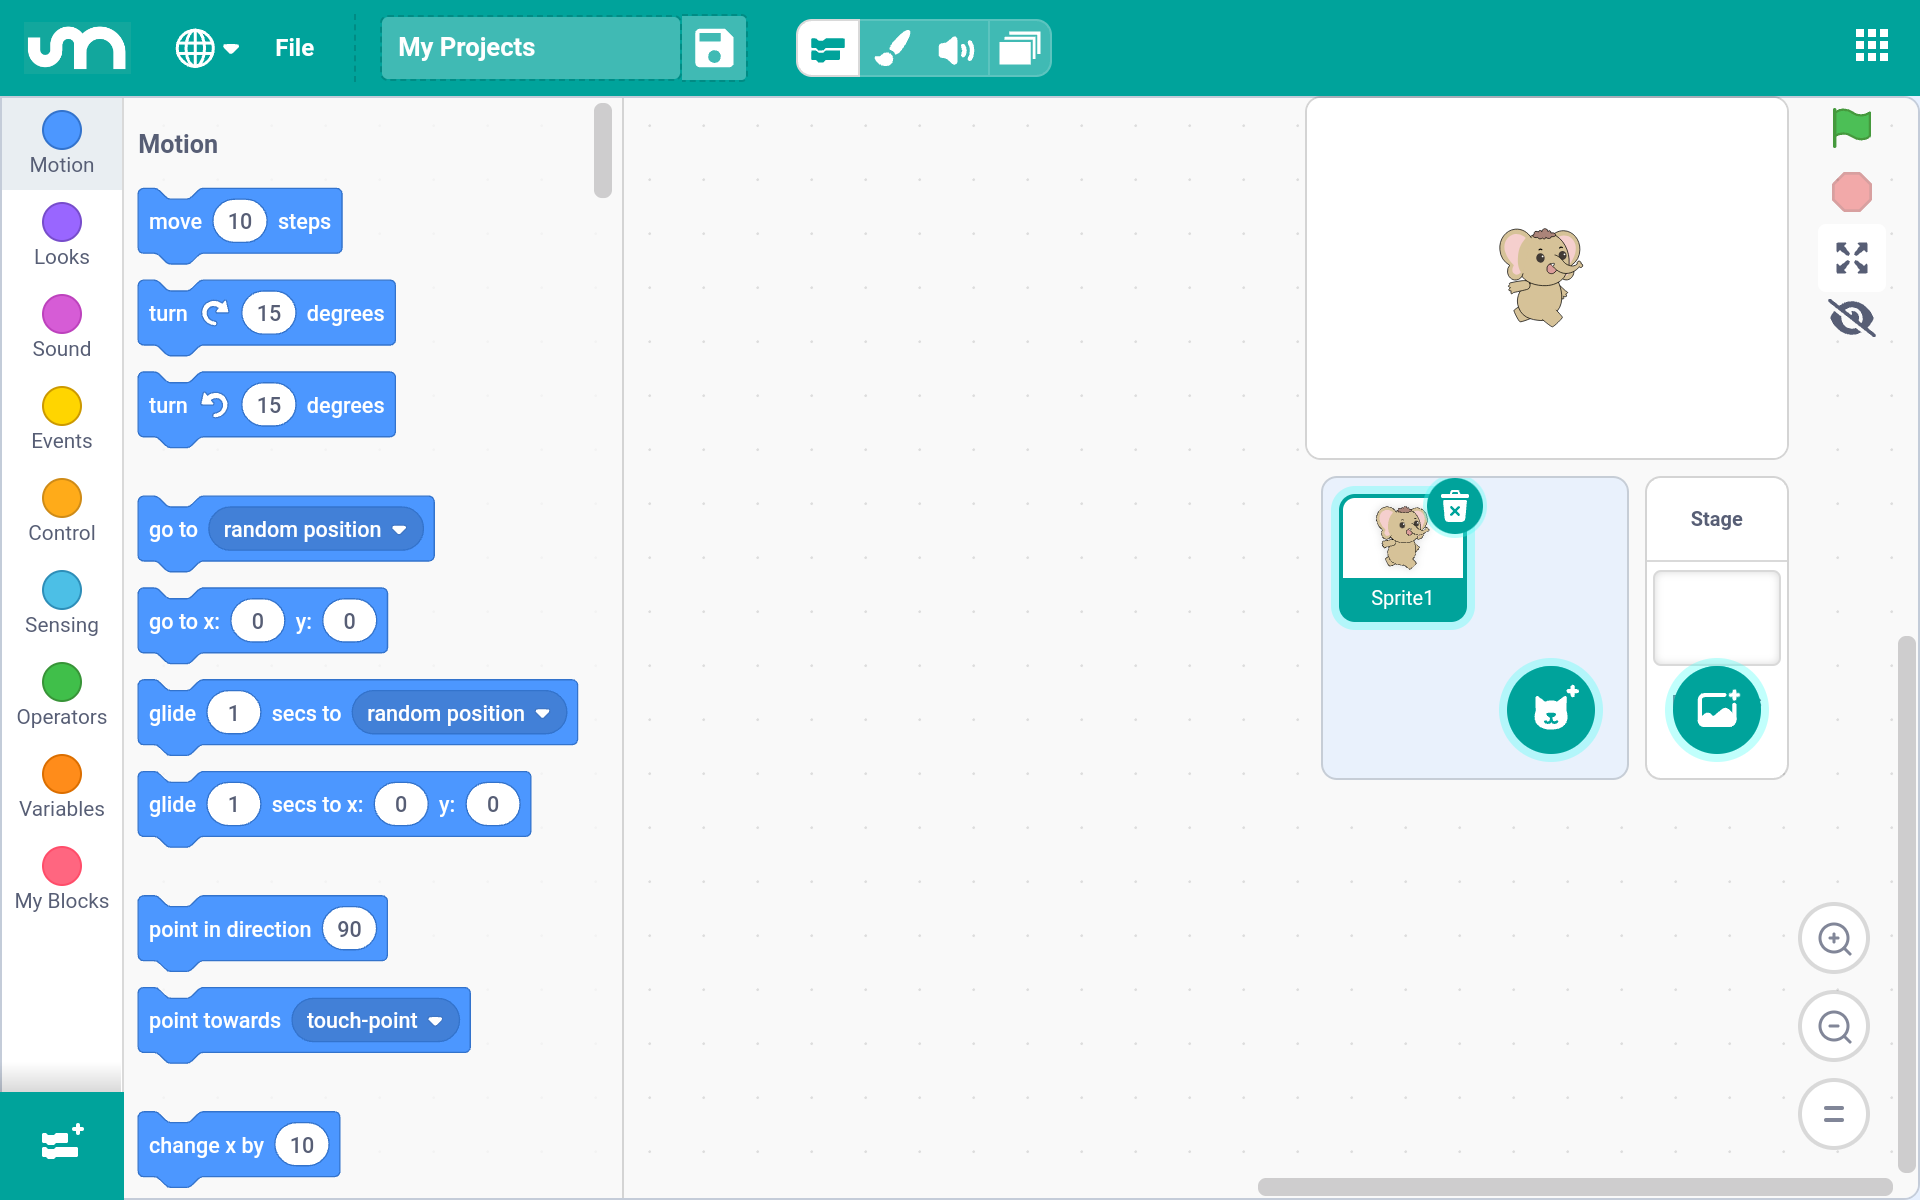 um
File
My Projects
Motion
Looks
Sound
Events
Control
Sensing
Operators
Variables
My Blocks
Motion
move 10 steps
turn 15 degrees
turn 15 degrees
go to random position
go to x: 0 y: 0
glide 1 secs to random position
glide 1 secs to x: 0 y: 0
point in direction 90
point towards touch-point
change x by 10
Sprite1
Stage